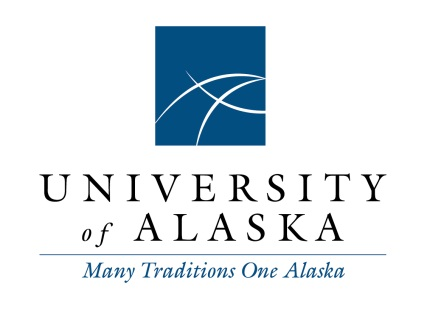 UNIVERSITY
of ALASKA
Many Traditions One Alaska